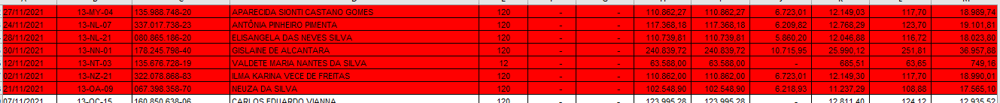 27/11/2021 13-MY-04 135.968.748-20 APARECIDA SIONTI CASTANO GOMES 120 - - 110.862,27 110.862,27 6.723,01 12.149,03 117,70 18.989,74
24/11/2021 13-NL-07 337.017.738-23 ANTÔNIA PINHEIRO PIMENTA 120 - - 117.368,18 117.368,18 6.209,82 12.768,29 123,70 19.101,81
28/11/2021 13-NL-21 080.865.186-20 ELISANGELA DAS NEVES SILVA 120 - - 110.739,81 110.739,81 5.860,20 12.046,88 116,72 18.023,80
30/11/2021 13-NN-01 178.245.798-40 GISLAINE DE ALCANTARA 120 - - 240.839,72 240.839,72 10.715,95 25.990,12 251,81 36.957,88
12/11/2021 13-NT-03 135.676.728-19 VALDETE MARIA NANTES DA SILVA 12 - - 63.588,00 63.588,00 - 685,51 63,65 749,16
02/11/2021 13-NZ-21 322.078.868-83 ILMA KARINA VECE DE FREITAS 120 - - 110.862,00 110.862,00 6.723,01 12.149,30 117,70 18.990,01
21/11/2021 13-OA-09 067.398.358-70 NEUZA DA SILVA 120 - - 102.548,90 102.548,90 6.218,93 11.237,29 108,88 17.565,10
07/11/2021 13-OC-15 160.850.638-06 CARLOS EDUARDO VIANNA 120 - - 123.995,28 123.995,28 - 12.811,40 124,12 12.935,52